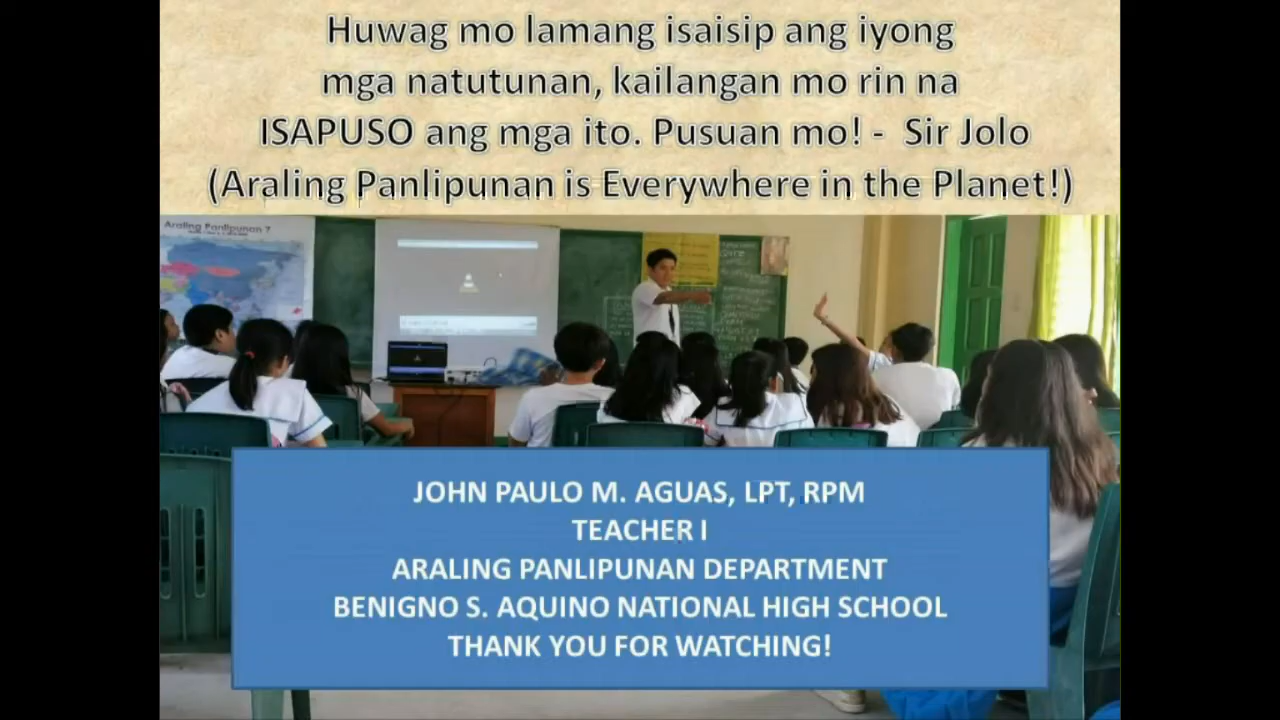 Huwag mo lamang isaisip ang iyong
mga natutunan, kailangan mo rin na
ISAPUSO ang mga ito. Pusuan mo! - Sir Jolo
(Araling Panlipunan is Everywhere in the Planet!)
Araling Panlipunan 7
JOHN PAULO M. AGUAS, LPT, RPM
TEACHER I
ARALING PANLIPUNAN DEPARTMENT
BENIGNO S. AQUINO NATIONAL HIGH SCHOOL
THANK YOU FOR WATCHING!